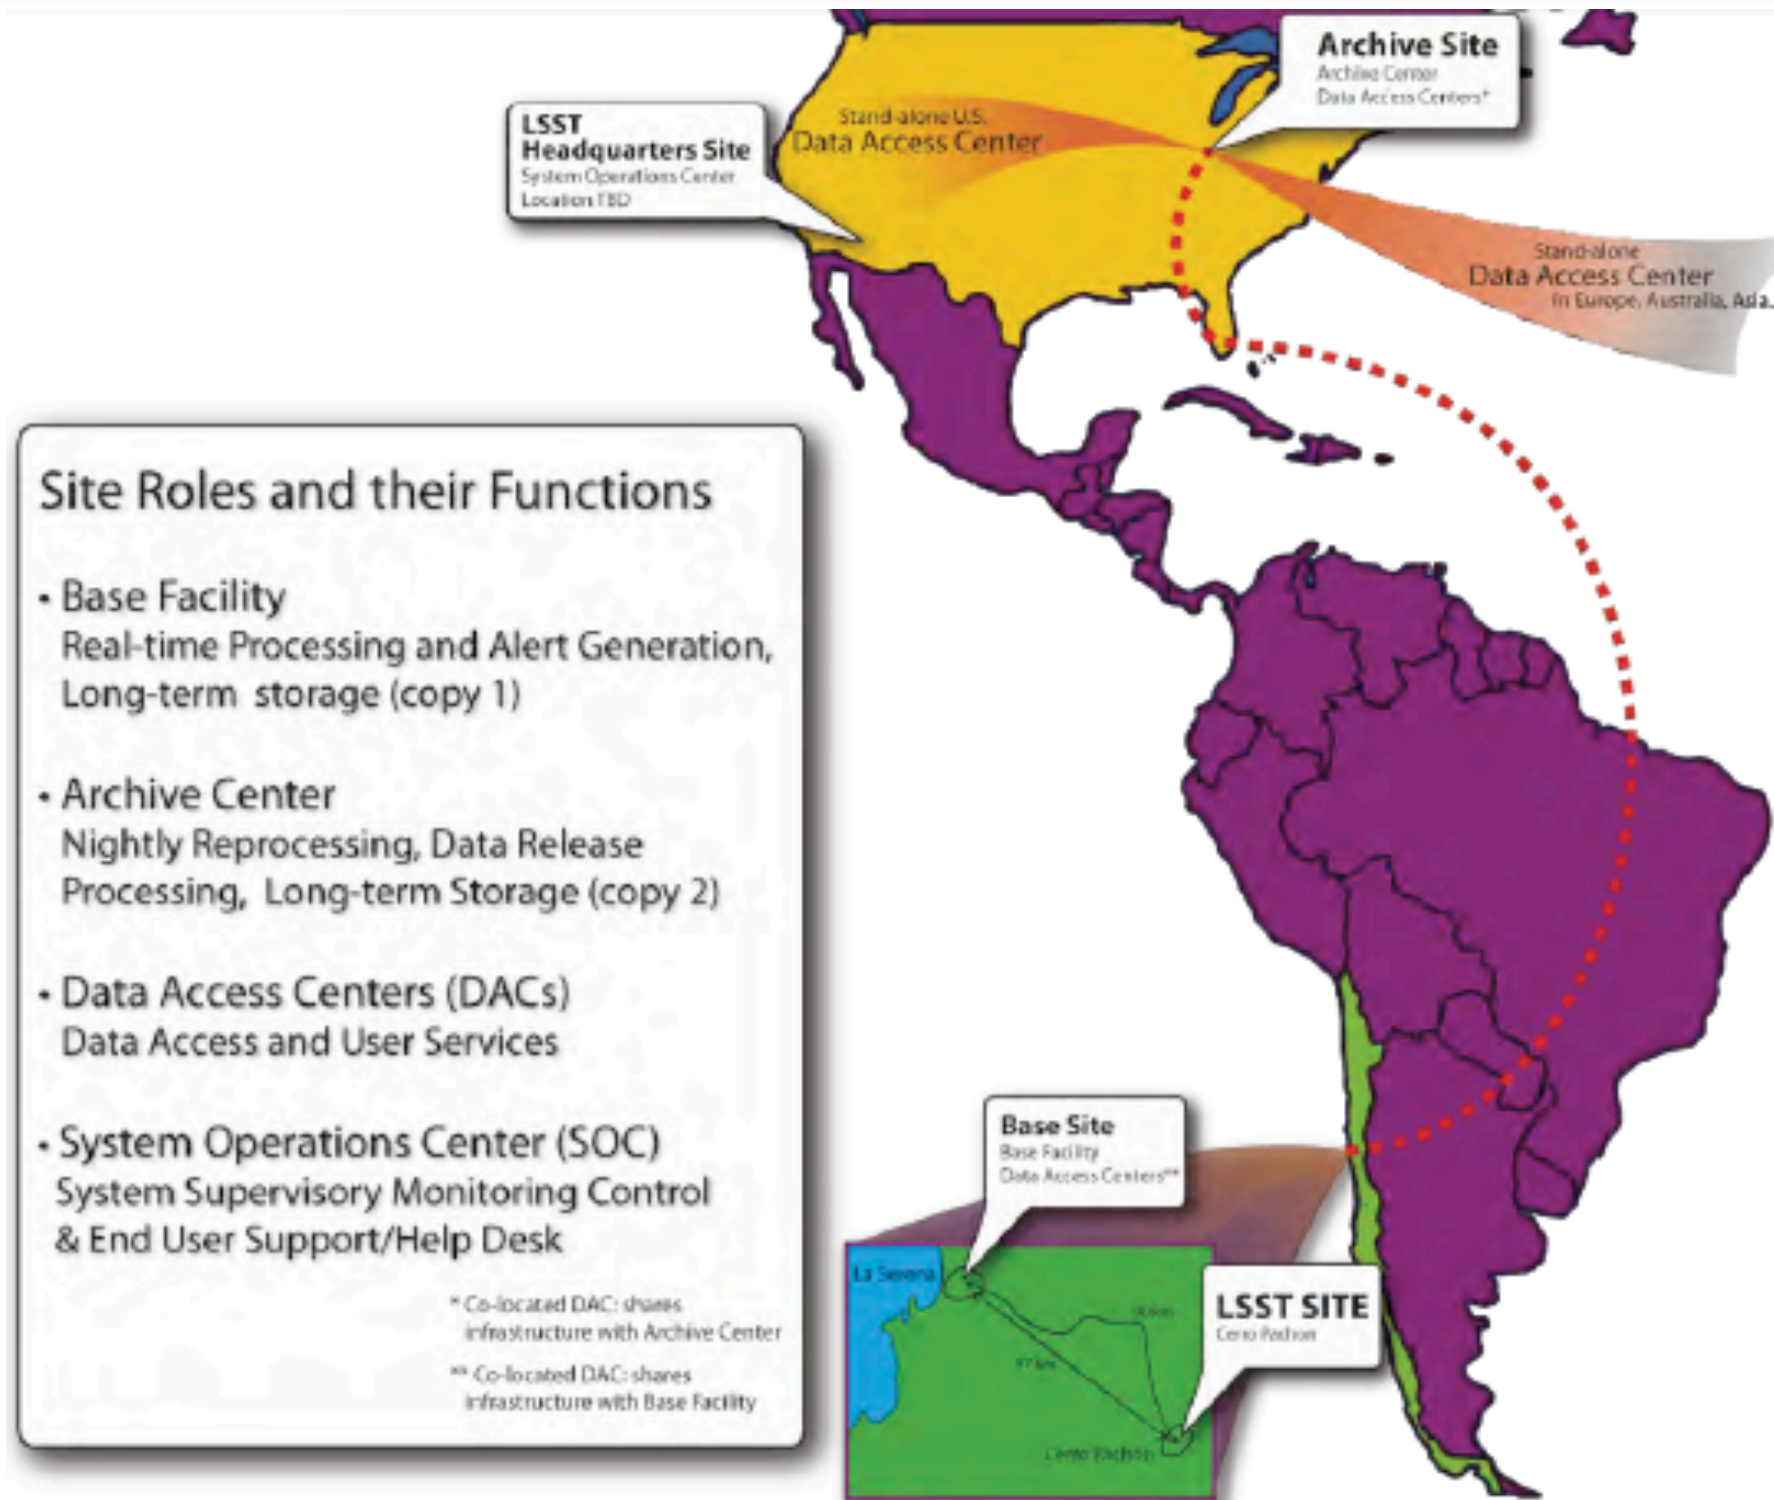 Archive Site
Archive Center
Data Access Centers*
LSST
Headquarters Site
System Operations Center
Location TBD
Stand-alone U.S.
Data Access Center
Stand-alone
Data Access Center
in Europe, Australia, Asia..
Site Roles and their Functions
• Base Facility
Real-time Processing and Alert Generation,
Long-term storage (copy 1)
• Archive Center
Nightly Reprocessing, Data Release
Processing, Long-term Storage (copy 2)
• Data Access Centers (DACs)
Data Access and User Services
• System Operations Center (SOC)
System Supervisory Monitoring Control
& End User Support/Help Desk
* Co-located DAC: shares
infrastructure with Archive Center
** Co-located DAC: shares
infrastructure with Base Facility
Base Site
Base Facility
Data Access Centers**
La Serena
km
km
LSST SITE
Cerro Pachon
Cerro Pachon